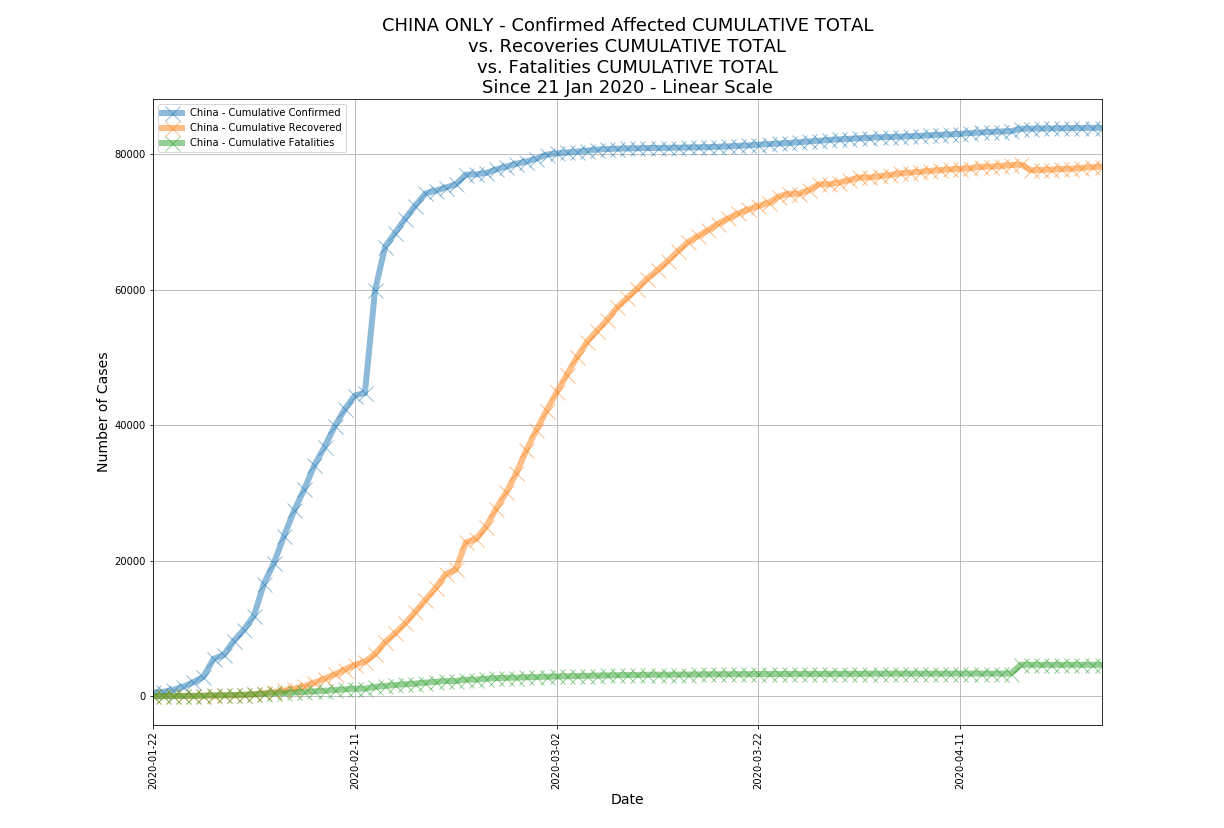 CHINA ONLY - Confirmed Affected CUMULATIVE TOTAL
vs. Recoveries CUMULATIVE TOTAL
vs. Fatalities CUMULATIVE TOTAL
Since 21 Jan 2020 - Linear Scale
China - Cumulative Confirmed
China - Cumulative Recovered
China - Cumulative Fatalities
Number of Cases
80000
60000
40000
20000
0
2020-01-22
2020-02-11
2020-03-02
2020-03-22
2020-04-11
Date